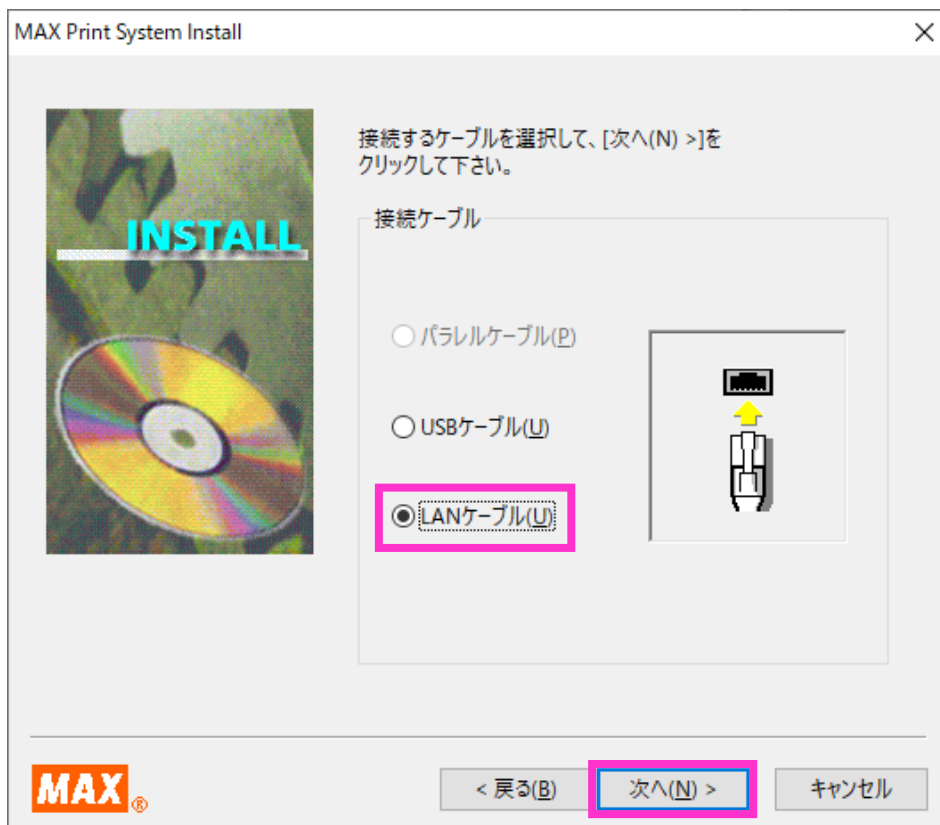 MAX Print System Install
接続するケーブルを選択して、[次へ(N) >]を
クリックして下さい。
INSTALL
接続ケーブル
パラレルケーブル(P)
USBケーブル(U)
LANケーブル(U)
MAX®
< 戻る(B)
次へ(N) >
キャンセル